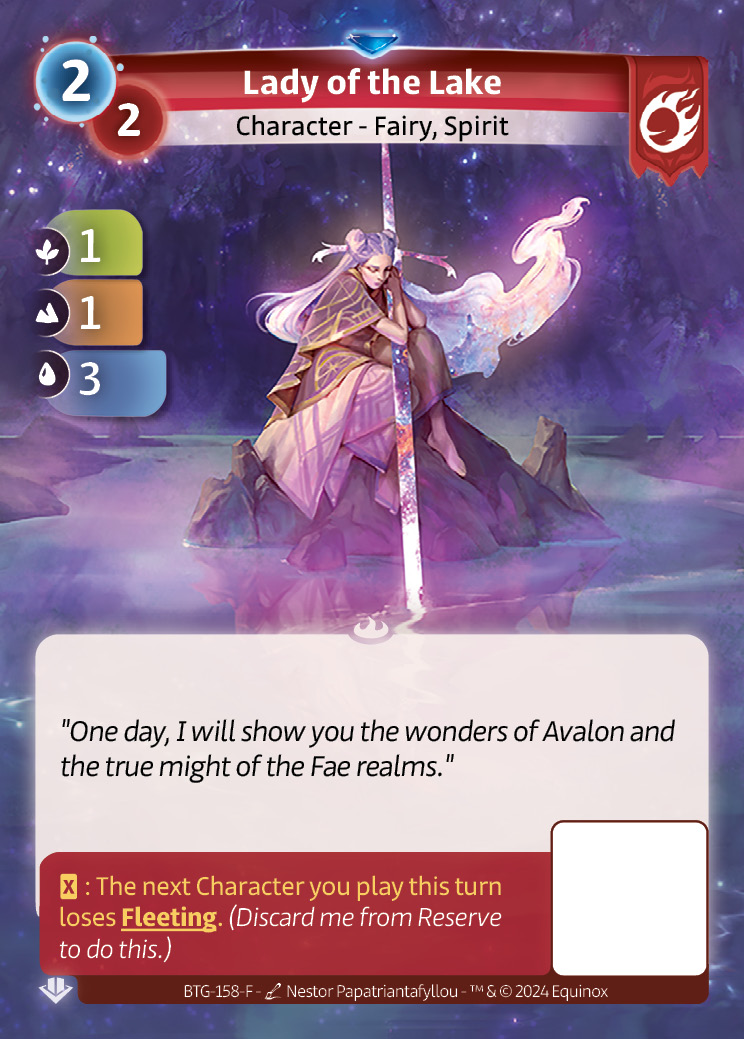 2
Lady of the Lake
2
Character - Fairy, Spirit
1
1
3
"One day, I will show you the wonders of Avalon and
the true might of the Fae realms."
X : The next Character you play this turn
loses Fleeting. (Discard me from Reserve
to do this.)
BTG-158-F - Nestor Papatriantafyllou - ™ & © 2024 Equinox